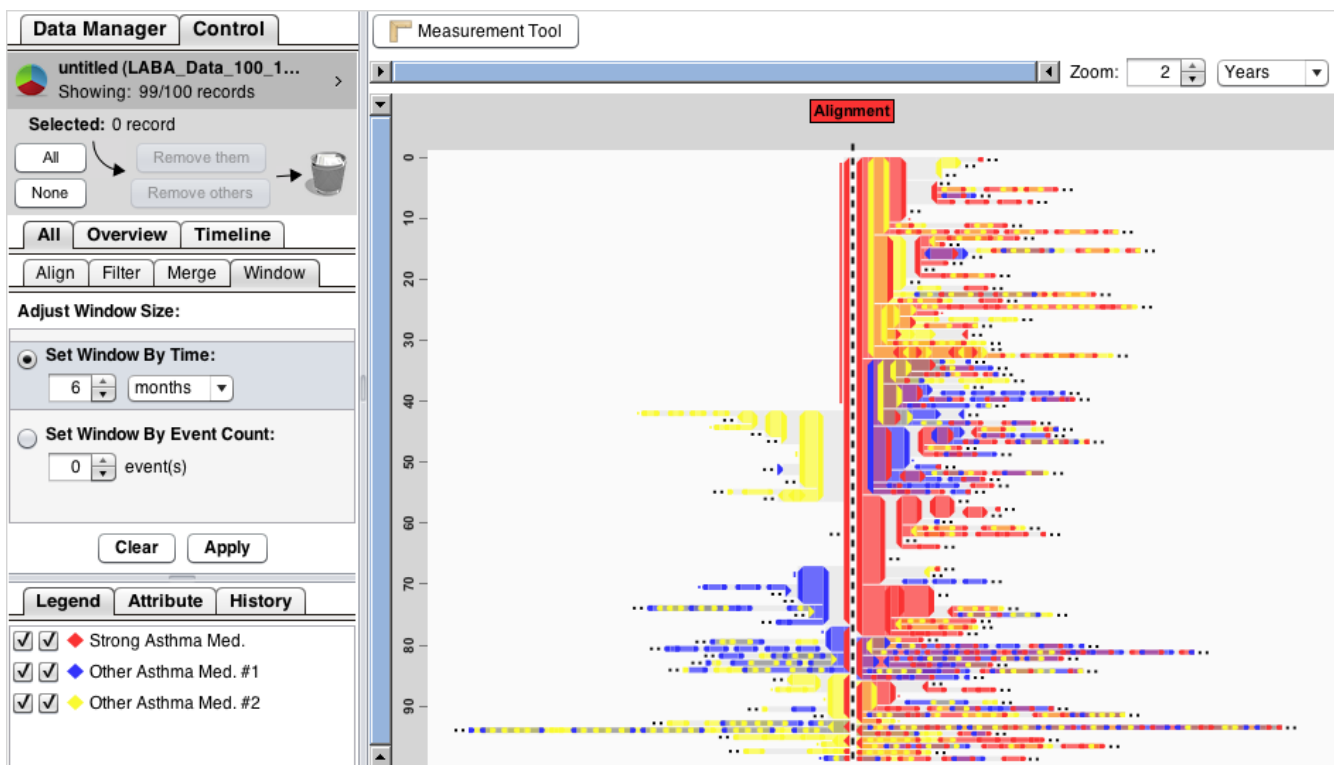 Data Manager Control
untitled (LABA_Data_100_1...
Showing: 99/100 records
Selected: 0 record
All Remove them
None Remove others
All Overview Timeline
Align Filter Merge Window
Adjust Window Size:
Set Window By Time:
6 months
Set Window By Event Count:
0 event(s)
Clear Apply
Legend Attribute History
Strong Asthma Med.
Other Asthma Med. #1
Other Asthma Med. #2
Measurement Tool
Zoom: 2 Years
Alignment
0
10
20
30
40
50
60
70
80
90